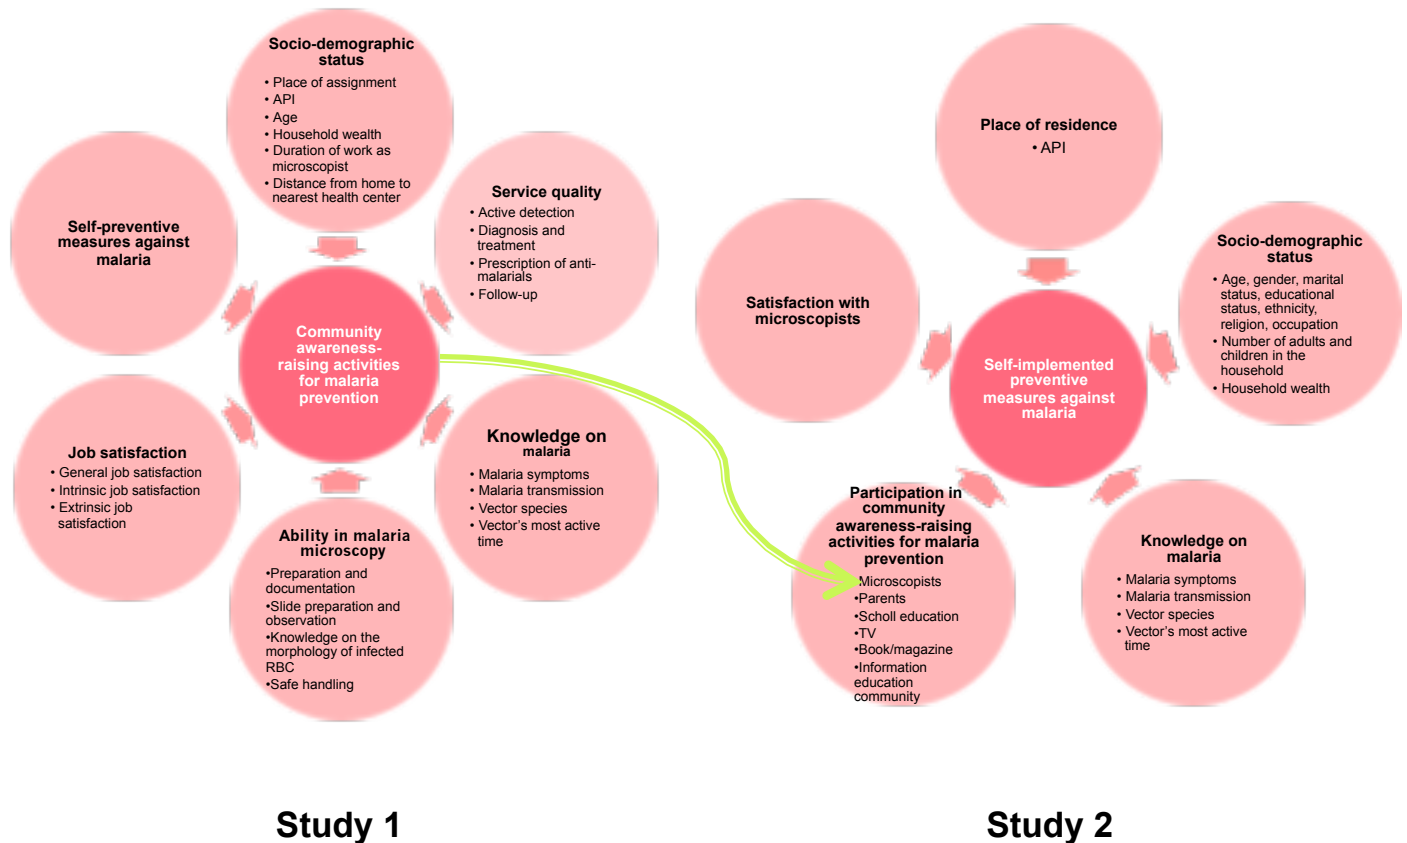 Socio-demographic
status
• Place of assignment
• API
• Age
• Household wealth
• Duration of work as
microscopist
• Distance from home to
nearest health center
Service quality
• Active detection
• Diagnosis and
treatment
• Prescription of anti-
malarials
• Follow-up
Self-preventive
measures against
malaria
Community
awareness-
raising activities
for malaria
prevention
Job satisfaction
• General job satisfaction
• Intrinsic job satisfaction
• Extrinsic job
satisfaction
Knowledge on
malaria
• Malaria symptoms
• Malaria transmission
• Vector species
• Vector's most active
time
Ability in malaria
microscopy
•Preparation and
documentation
•Slide preparation and
observation
•Knowledge on the
morphology of infected
RBC
•Safe handling
Study 1
Place of residence
• API
Socio-demographic
status
• Age, gender, marital
status, educational
status, ethnicity,
religion, occupation
• Number of adults and
children in the
household
• Household wealth
Satisfaction with
microscopists
Self-implemented
preventive
measures against
malaria
Participation in
community
awareness-raising
activities for malaria
prevention
•Microscopists
•Parents
•Scholl education
•TV
•Book/magazine
•Information
education
community
Knowledge on
malaria
• Malaria symptoms
• Malaria transmission
• Vector species
• Vector's most active
time
Study 2